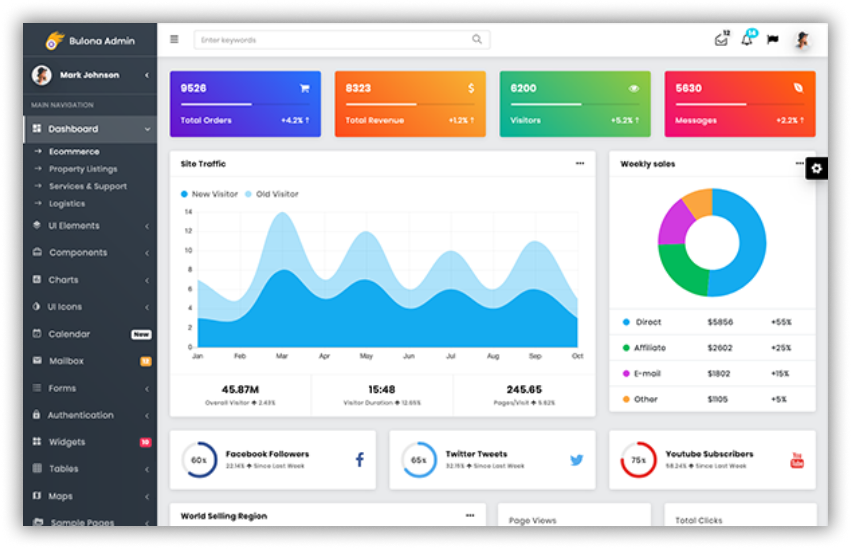 Bulona Admin
Enter keywords
12
14
Mark Johnson
MAIN NAVIGATION
Dashboard
Ecommerce
Property Listings
Services & Support
Logistics
UI Elements
Components
Charts
UI Icons
Calendar
New
Mailbox
12
Forms
Authentication
Widgets
10
Tables
Maps
Sample Pages
9526
Total Orders
+4.2% ↑
8323
$
Total Revenue
+1.2% ↑
6200
Visitors
+5.2% ↑
5630
Messages
+2.2% ↑
Site Traffic
New Visitor Old Visitor
14
12
10
8
6
4
2
0
Jan Feb Mar Apr May Jun Jul Aug Sep Oct
45.87M
Overall Visitor ↑ 2.43%
15:48
Visitor Duration ↑ 12.65%
245.65
Pages/Visit ↑ 5.62%
Weekly sales
Direct $5856 +55%
Affiliate $2602 +25%
E-mail $1802 +15%
Other $1105 +5%
60%
Facebook Followers
22.14% ↑ Since Last Week
65%
Twitter Tweets
32.15% ↑ Since Last Week
75%
Youtube Subscribers
58.24% ↑ Since Last Week
You
Tube
World Selling Region
Page Views
Total Clicks